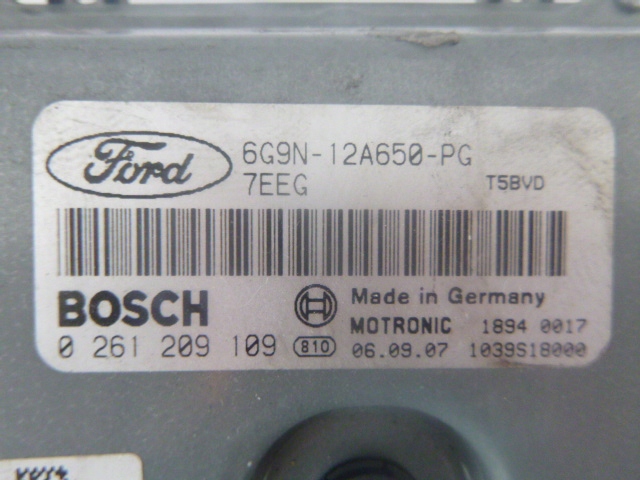 Ford 6G9N-12A650-PG
7EEG T5BVD
BOSCH Made in Germany
MOTRONIC 1894 0017
0 261 209 109 810 06.09.07 1039S18000